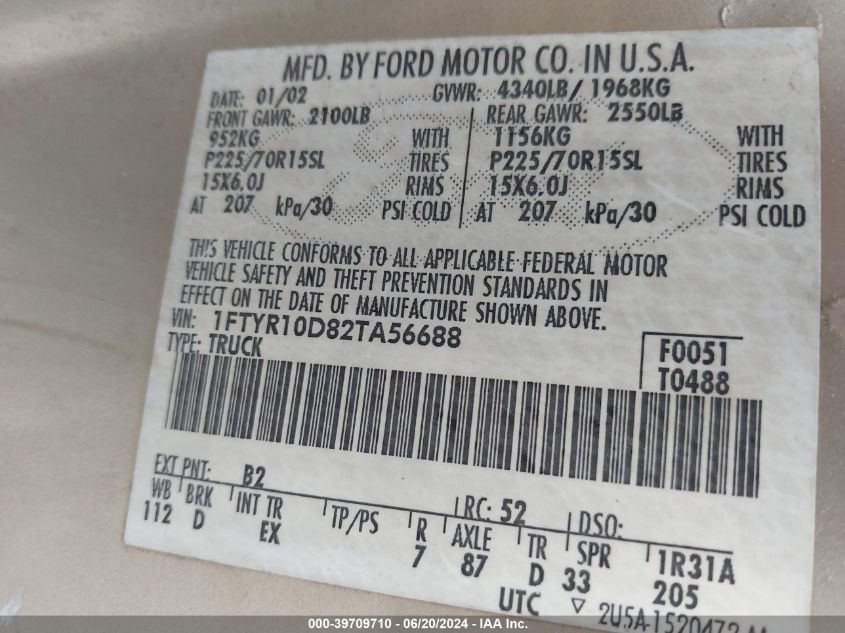 MFD. BY FORD MOTOR CO. IN U.S.A.
DATE: 01/02 GVWR: 4340LB/ 1968KG
FRONT GAWR: 2100LB REAR GAWR: 2550LB
952KG WITH 1156KG WITH
P225/70R15SL TIRES P225/70R15SL TIRES
15X6.0J RIMS 15X6.0J RIMS
AT 207 kPa/30 PSI COLD AT 207 kPa/30 PSI COLD
THIS VEHICLE CONFORMS TO ALL APPLICABLE FEDERAL MOTOR
VEHICLE SAFETY AND THEFT PREVENTION STANDARDS IN
EFFECT ON THE DATE OF MANUFACTURE SHOWN ABOVE.
VIN: 1FTYR10D82TA56688
TYPE: TRUCK
F0051
T0488
EXT PNT: B2 RC: 52 DSO:
WB BRK INT TR TP/PS R AXLE TR SPR 1R31A
112 D EX 7 87 D 33 205
UTC ▽ 2U5A-1520472-AA
000-39709710 - 06/20/2024 - IAA Inc.